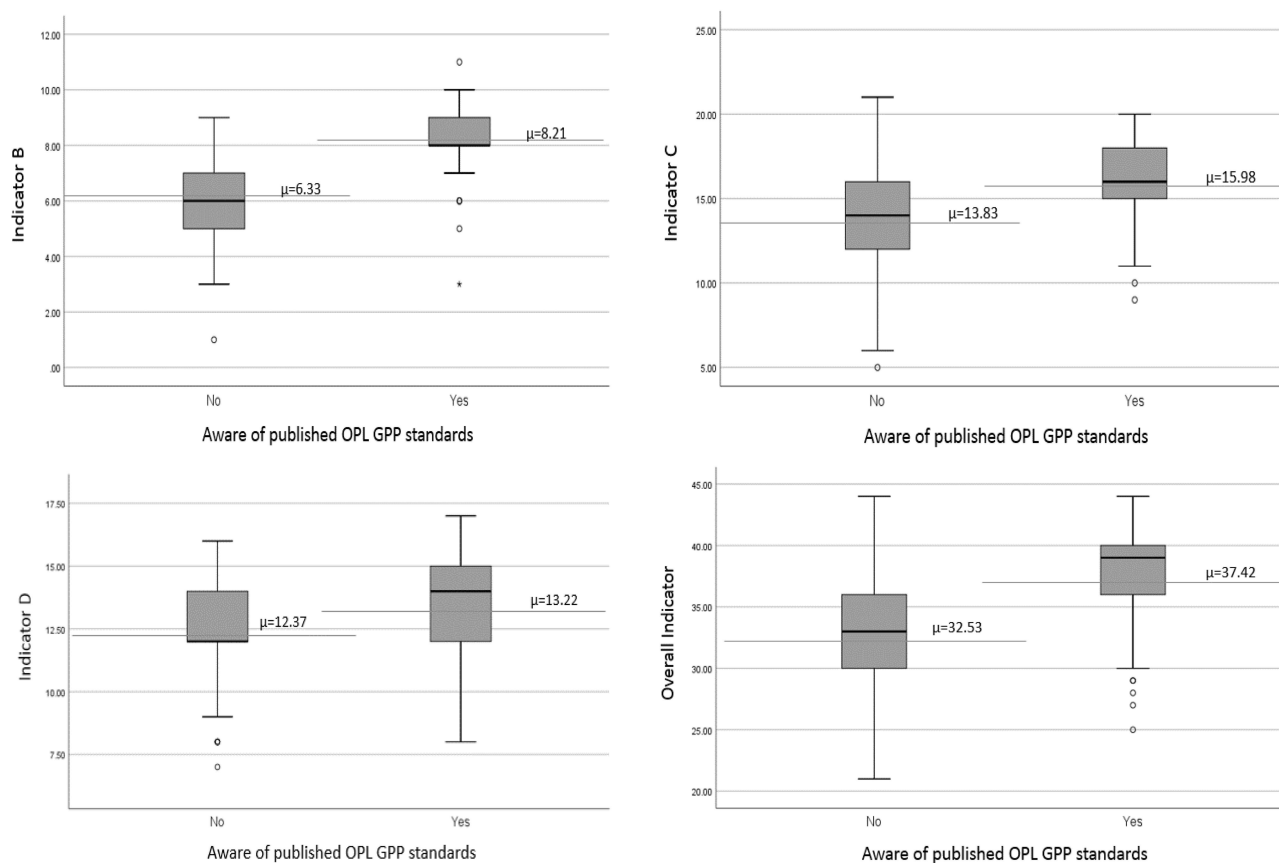 12.00
10.00
8.00
6.00
4.00
2.00
.00
Indicator B
μ=6.33
μ=8.21
No Yes
Aware of published OPL GPP standards
25.00
20.00
15.00
10.00
5.00
Indicator C
μ=13.83
μ=15.98
No Yes
Aware of published OPL GPP standards
17.50
15.00
12.50
10.00
7.50
Indicator D
μ=12.37
μ=13.22
No Yes
Aware of published OPL GPP standards
45.00
40.00
35.00
30.00
25.00
20.00
Overall Indicator
μ=32.53
μ=37.42
No Yes
Aware of published OPL GPP standards